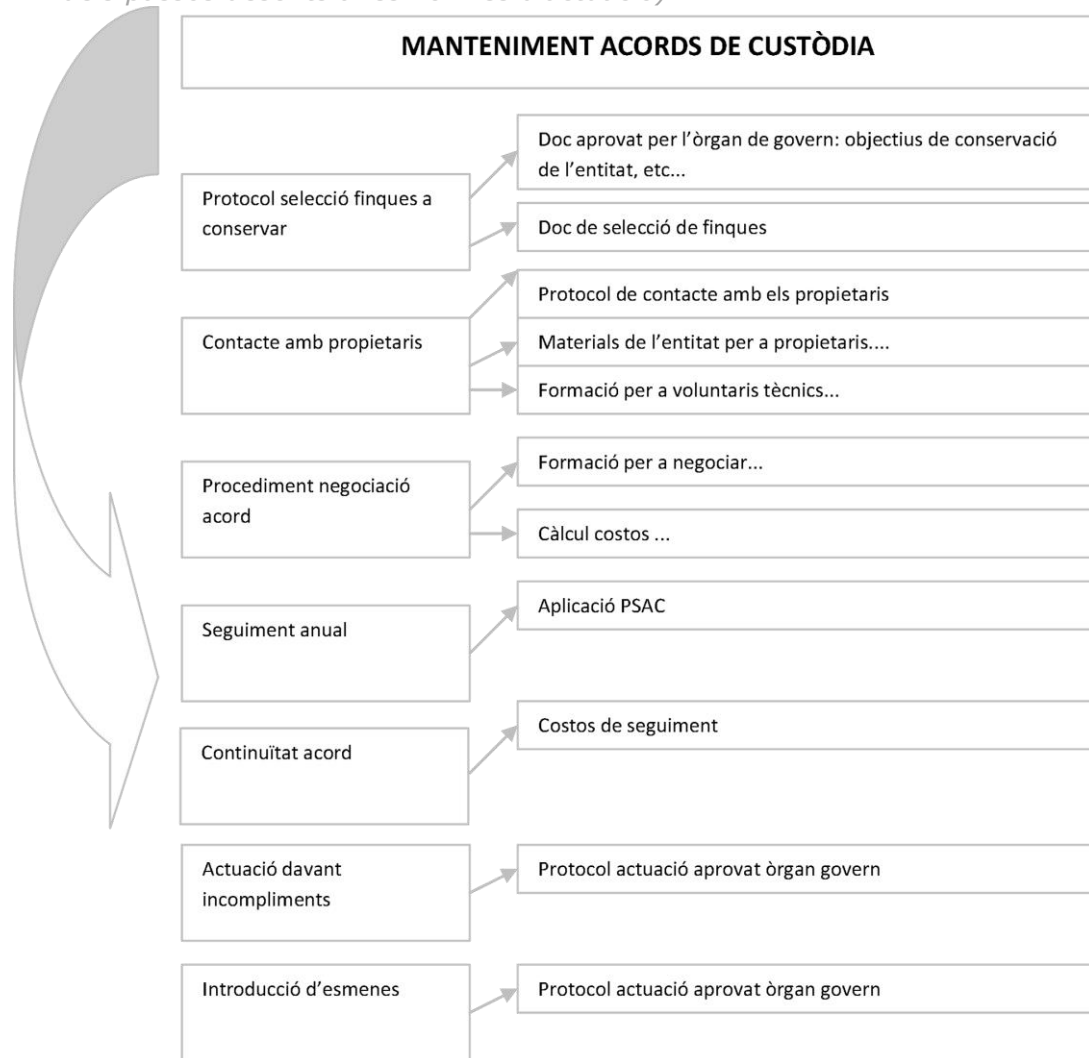 MANTENIMENT ACORDS DE CUSTÒDIA
Protocol selecció finques a
conservar
Doc aprovat per l'òrgan de govern: objectius de conservació
de l'entitat, etc...
Doc de selecció de finques
Contacte amb propietaris
Protocol de contacte amb els propietaris
Materials de l'entitat per a propietaris....
Formació per a voluntaris tècnics...
Procediment negociació
acord
Formació per a negociar...
Càlcul costos ...
Seguiment anual
Aplicació PSAC
Continuïtat acord
Costos de seguiment
Actuació davant
incompliments
Protocol actuació aprovat òrgan govern
Introducció d'esmenes
Protocol actuació aprovat òrgan govern